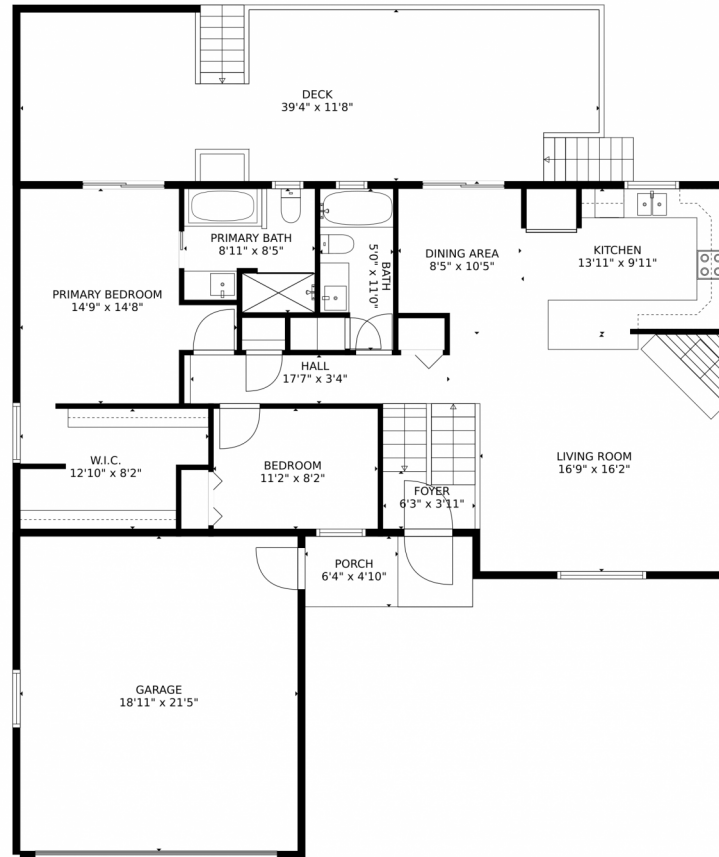 DECK
39'4" x 11'8"
PRIMARY BATH
8'11" x 8'5"
BATH
5'0" x 11'0"
DINING AREA
8'5" x 10'5"
KITCHEN
13'11" x 9'11"
PRIMARY BEDROOM
14'9" x 14'8"
HALL
17'7" x 3'4"
W.I.C.
12'10" x 8'2"
BEDROOM
11'2" x 8'2"
LIVING ROOM
16'9" x 16'2"
FOYER
6'3" x 3'11"
PORCH
6'4" x 4'10"
GARAGE
18'11" x 21'5"